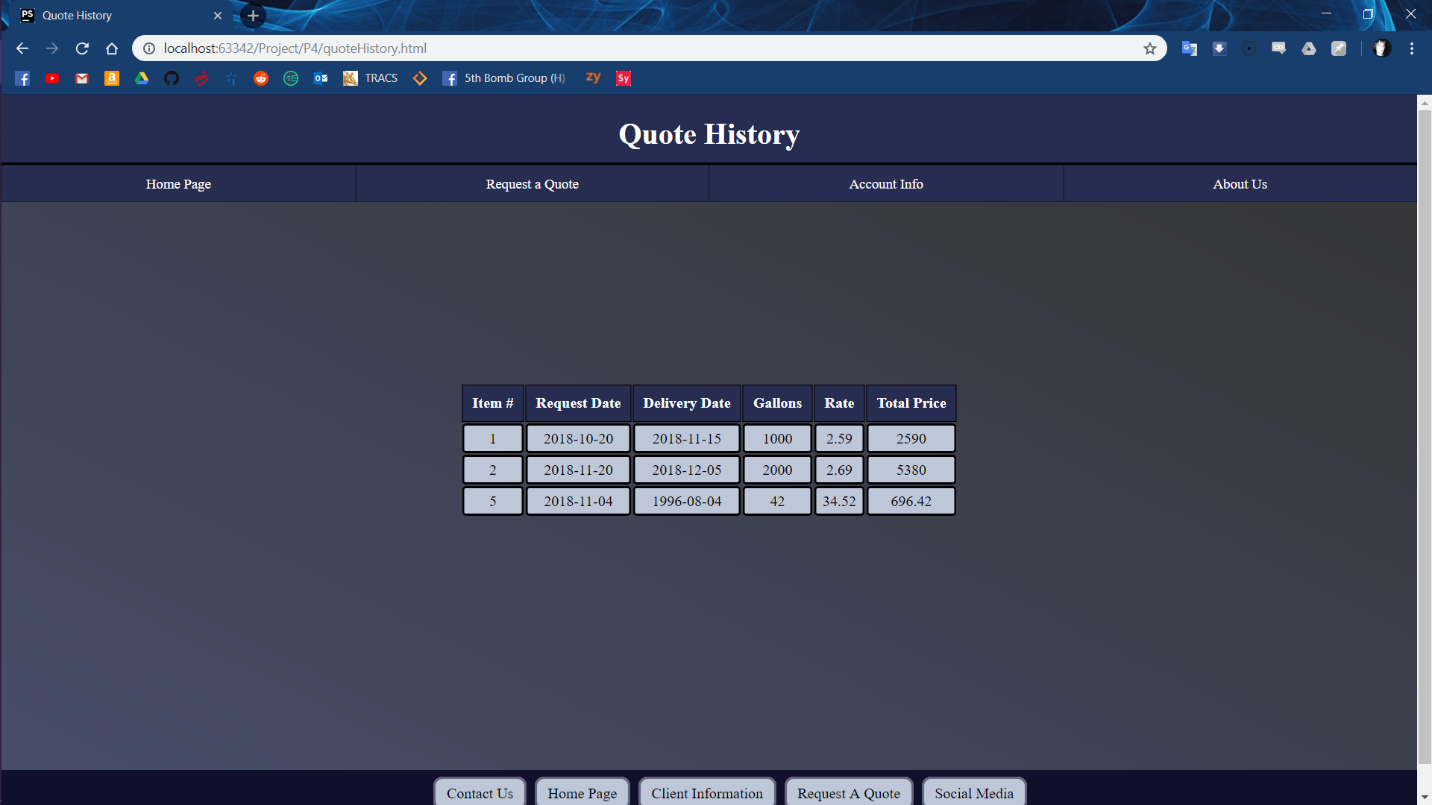 PS Quote History
localhost:63342/Project/P4/quoteHistory.html
TRACS 5th Bomb Group (H) zy Sy
Quote History
Home Page Request a Quote Account Info About Us
Item # Request Date Delivery Date Gallons Rate Total Price
1 2018-10-20 2018-11-15 1000 2.59 2590
2 2018-11-20 2018-12-05 2000 2.69 5380
5 2018-11-04 1996-08-04 42 34.52 696.42
Contact Us Home Page Client Information Request A Quote Social Media